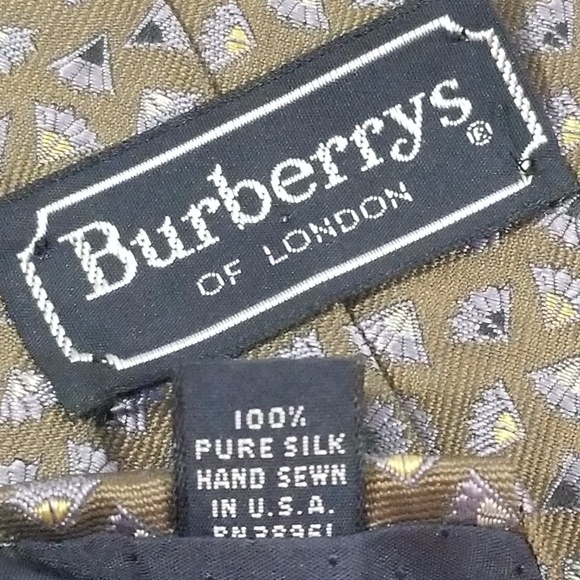 Burberrys®
OF LONDON
100%
PURE SILK
HAND SEWN
IN U.S.A.